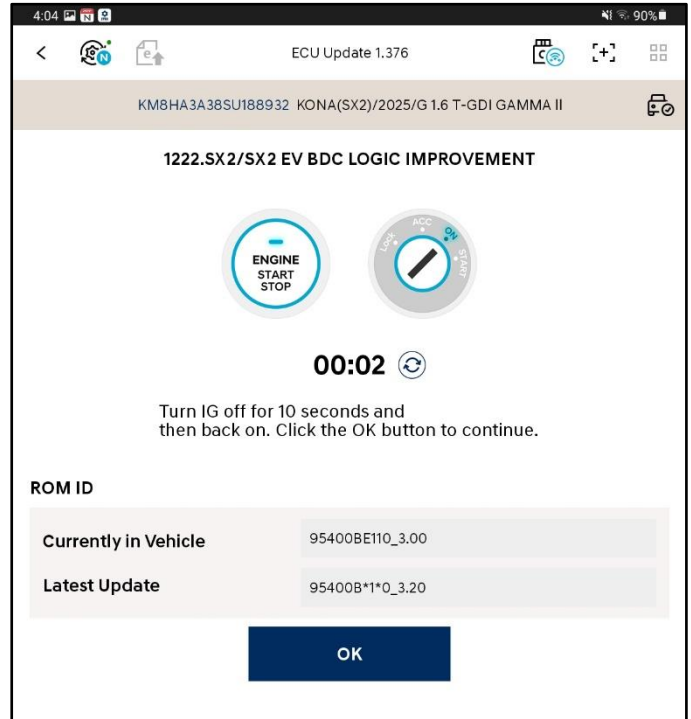 4:04 90%
N
C
ECU Update 1.376
KM8HA3A38SU188932 KONA(SX2)/2025/G 1.6 T-GDI GAMMA II
1222.SX2/SX2 EV BDC LOGIC IMPROVEMENT
ENGINE
START
STOP
Lock ACC ON START
00:02
Turn IG off for 10 seconds and
then back on. Click the OK button to continue.
ROM ID
Currently in Vehicle 95400BE110_3.00
Latest Update 95400B*1*0_3.20
OK